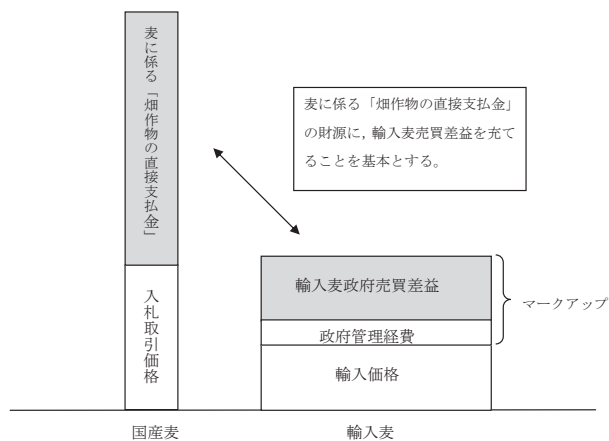 麦に係る「畑作物の直接支払金」
麦に係る「畑作物の直接支払金」
の財源に，輸入麦売買差益を充て
ることを基本とする。
輸入麦政府売買差益
マークアップ
入札取引価格
政府管理経費
輸入価格
国産麦
輸入麦